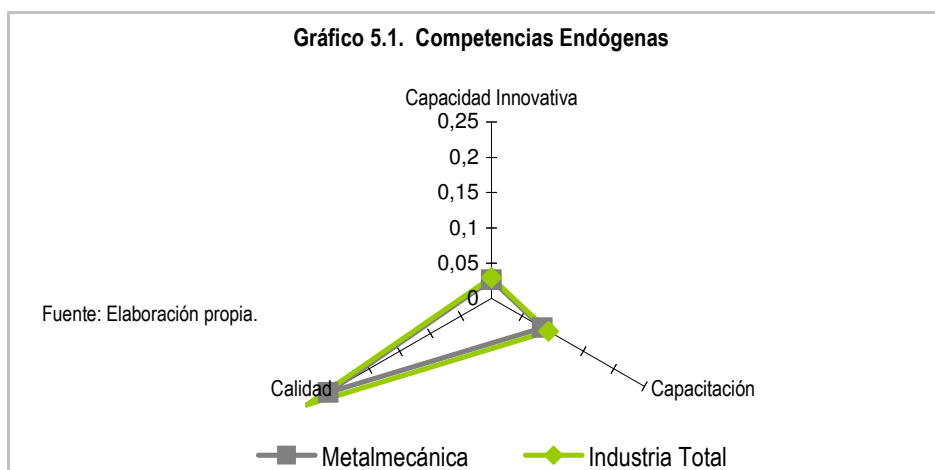 Gráfico 5.1. Competencias Endógenas
Capacidad Innovativa
0,25
0,2
0,15
0,1
0,05
0
Fuente: Elaboración propia.
Calidad
Capacitación
Metalmecánica
Industria Total